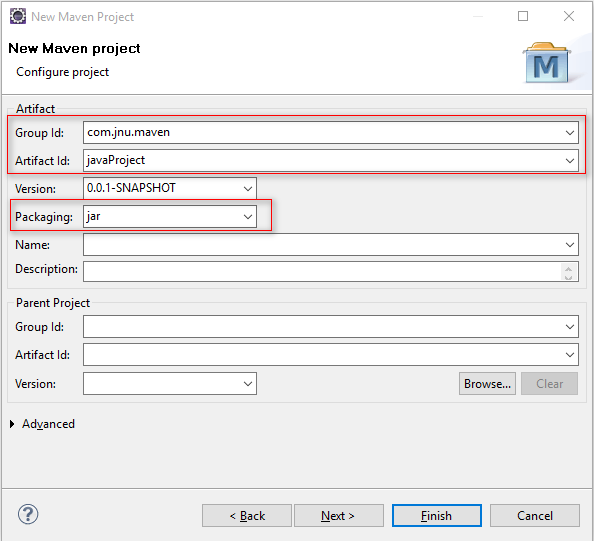 New Maven Project
New Maven project
Configure project
M
Artifact
Group Id: com.jnu.maven
Artifact Id: javaProject
Version: 0.0.1-SNAPSHOT
Packaging: jar
Name:
Description:
Parent Project
Group Id:
Artifact Id:
Version: Browse... Clear
Advanced
? < Back Next > Finish Cancel